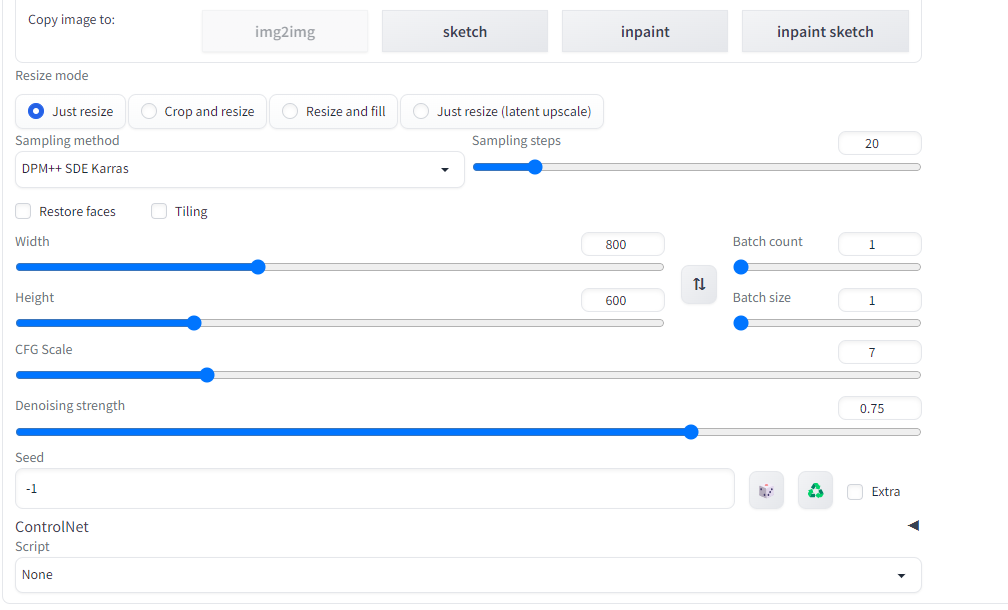 Copy image to:
img2img
sketch
inpaint
inpaint sketch
Resize mode
Just resize
Crop and resize
Resize and fill
Just resize (latent upscale)
Sampling method
Sampling steps
20
DPM++ SDE Karras
Restore faces
Tiling
Width
800
Batch count
1
Height
600
Batch size
1
CFG Scale
7
Denoising strength
0.75
Seed
-1
Extra
ControlNet
Script
None